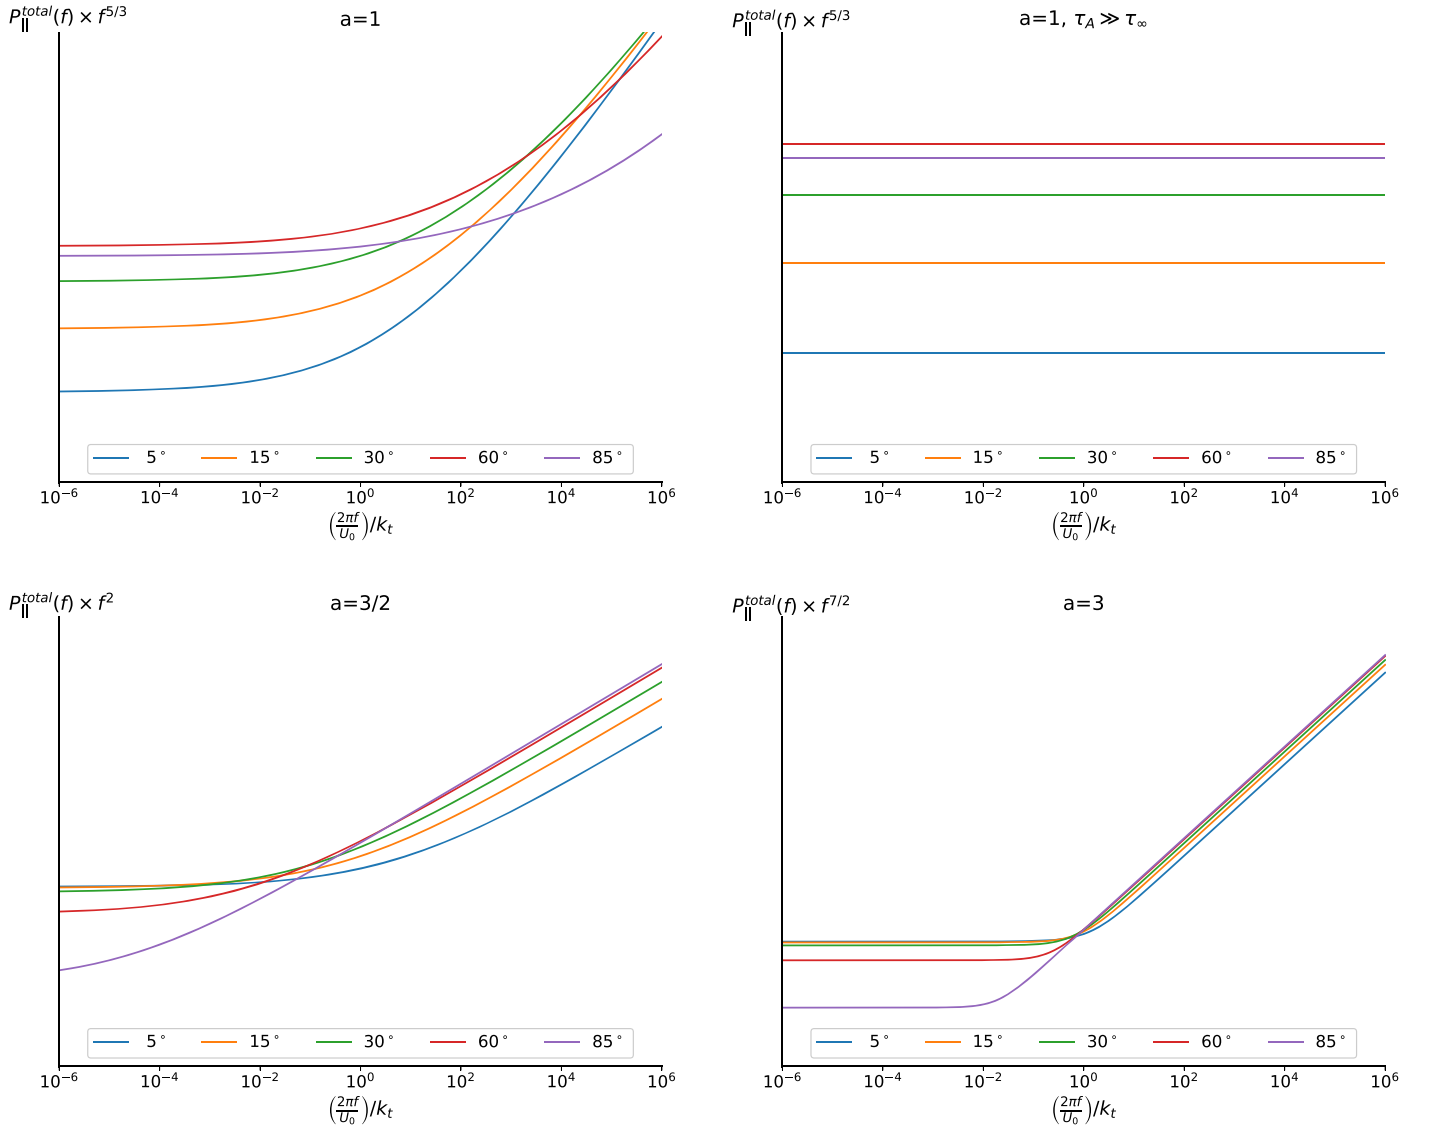 P∥^total(f) × f^5/3
a=1
5° 15° 30° 60° 85°
10^−6 10^−4 10^−2 10^0 10^2 10^4 10^6
(2πf/U_0)/k_t
P∥^total(f) × f^5/3
a=1, τ_A ≫ τ_∞
5° 15° 30° 60° 85°
10^−6 10^−4 10^−2 10^0 10^2 10^4 10^6
(2πf/U_0)/k_t
P∥^total(f) × f^2
a=3/2
5° 15° 30° 60° 85°
10^−6 10^−4 10^−2 10^0 10^2 10^4 10^6
(2πf/U_0)/k_t
P∥^total(f) × f^7/2
a=3
5° 15° 30° 60° 85°
10^−6 10^−4 10^−2 10^0 10^2 10^4 10^6
(2πf/U_0)/k_t